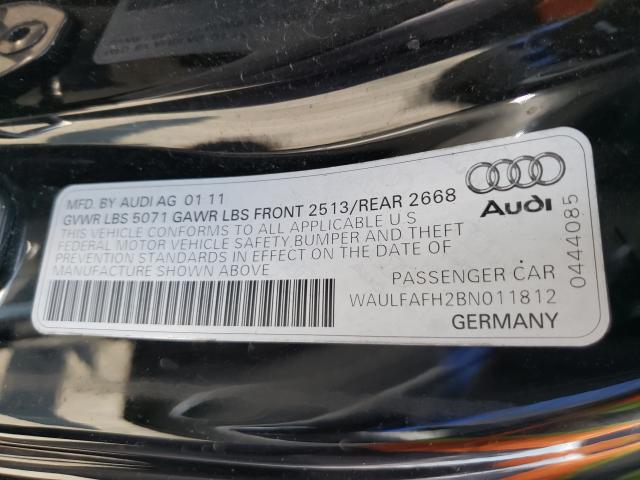 MFD. BY AUDI AG 01 11
GVWR LBS 5071 GAWR LBS FRONT 2513/REAR 2668
THIS VEHICLE CONFORMS TO ALL APPLICABLE U S
FEDERAL MOTOR VEHICLE SAFETY, BUMPER AND THEFT
PREVENTION STANDARDS IN EFFECT ON THE DATE OF
MANUFACTURE SHOWN ABOVE
Audi
0444085
PASSENGER CAR
WAULFAFH2BN011812
GERMANY